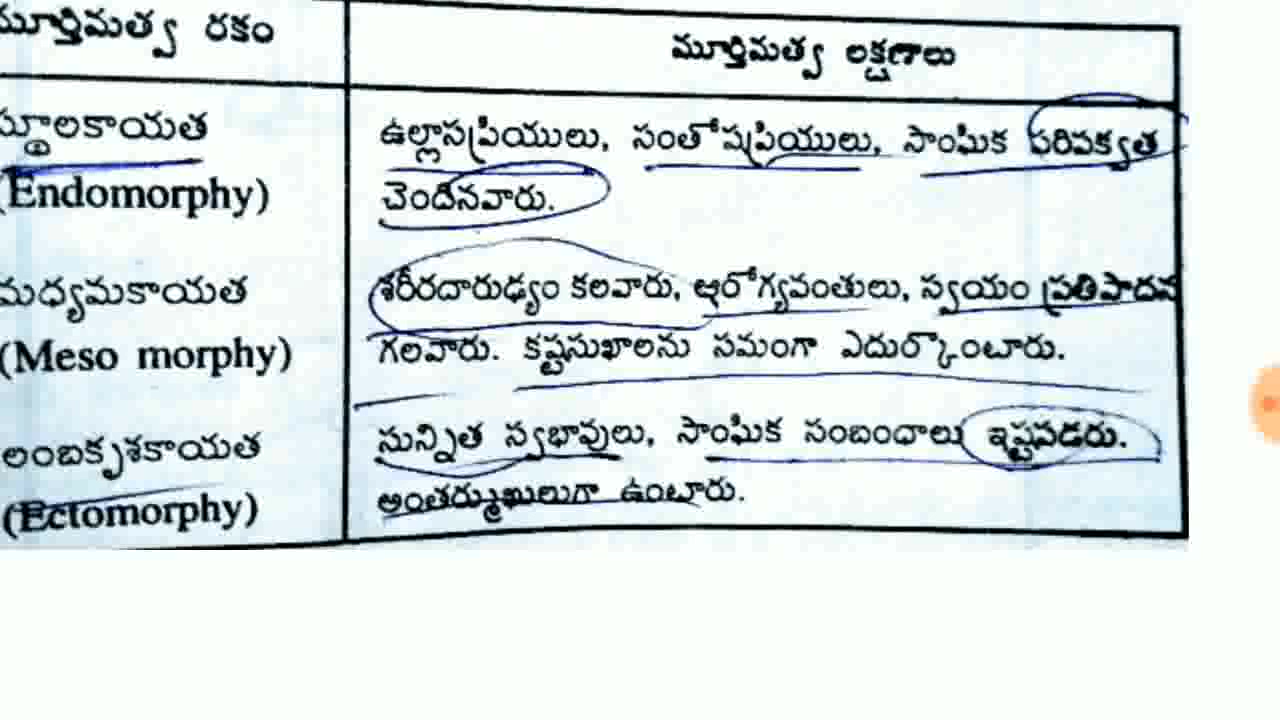 మూర్తిమత్వ రకం
మూర్తిమత్వ లక్షణాలు
స్థూలకాయత
(Endomorphy)
ఉల్లాసప్రియులు, సంతోషప్రియులు, సాంఘిక పరిపక్వత
చెందినవారు.
మధ్యమకాయత
(Meso morphy)
శరీరదారుఢ్యం కలవారు, ఆరోగ్యవంతులు, స్వయం ప్రతిపాదన
గలవారు. కష్టసుఖాలను సమంగా ఎదుర్కొంటారు.
లంబకృశకాయత
(Ectomorphy)
సున్నిత స్వభావులు, సాంఘిక సంబంధాలు ఇష్టపడరు.
అంతర్ముఖులుగా ఉంటారు.